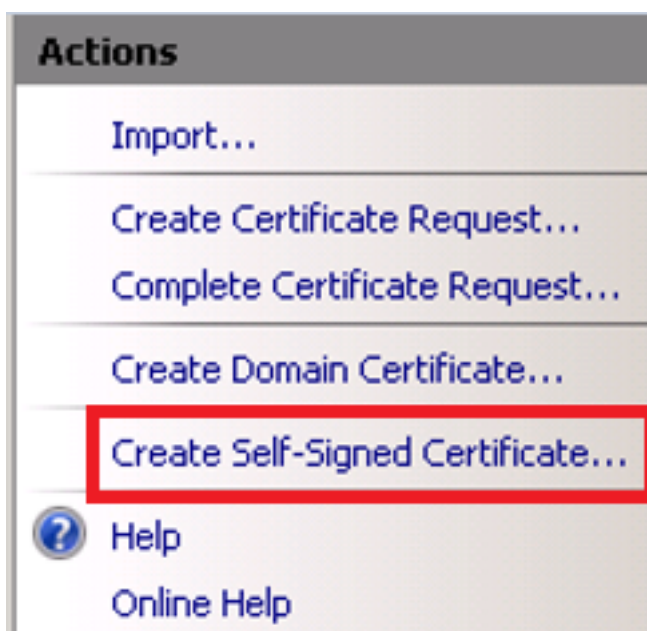 Actions
Import...
Create Certificate Request...
Complete Certificate Request...
Create Domain Certificate...
Create Self-Signed Certificate...
Help
Online Help